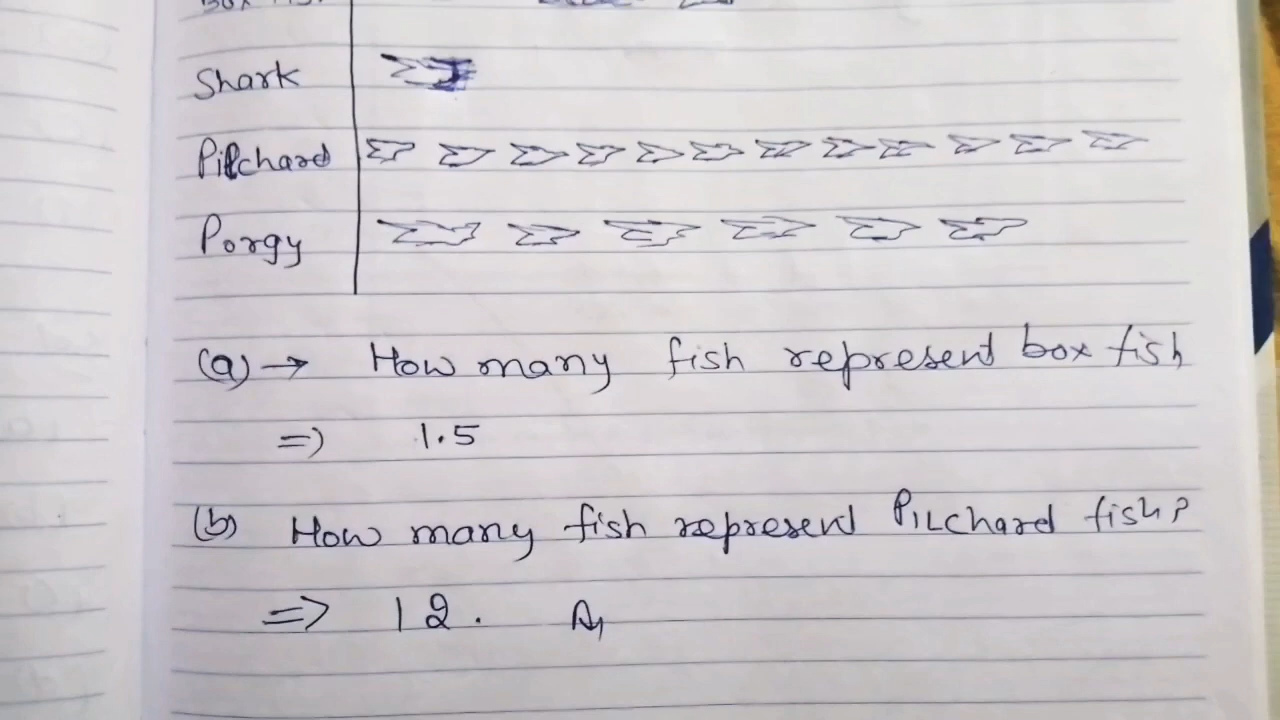 Shark
Pilchard
Porgy
(a) → How many fish represent box fish
=) 1.5
(b) How many fish represent PILchard fish?
=> 12.